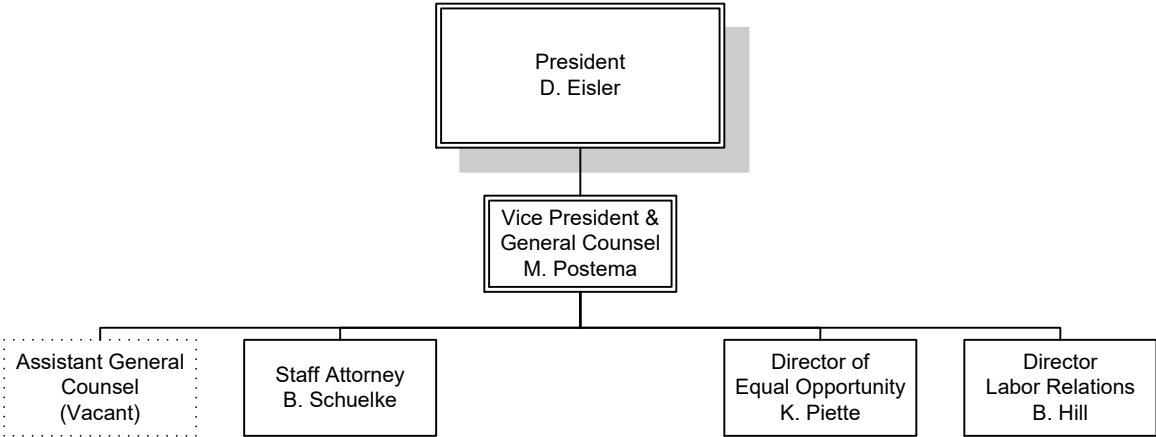 President
D. Eisler
Vice President &
General Counsel
M. Postema
Assistant General
Counsel
(Vacant)
Staff Attorney
B. Schuelke
Director of
Equal Opportunity
K. Piette
Director
Labor Relations
B. Hill